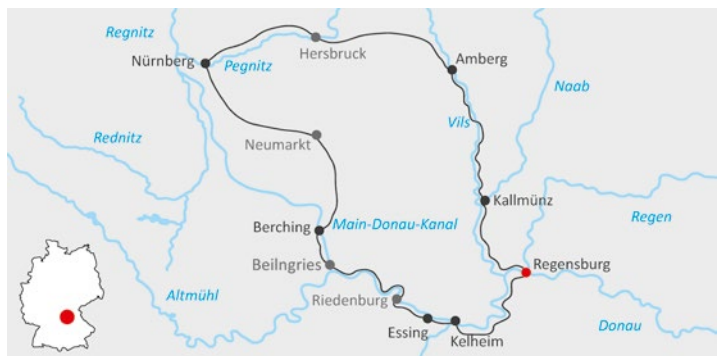 Regnitz
Nürnberg
Pegnitz
Hersbruck
Amberg
Naab
Vils
Rednitz
Neumarkt
Kallmünz
Regen
Berching
Main-Donau-Kanal
Beilngries
Regensburg
Altmühl
Riedenburg
Essing
Kelheim
Donau